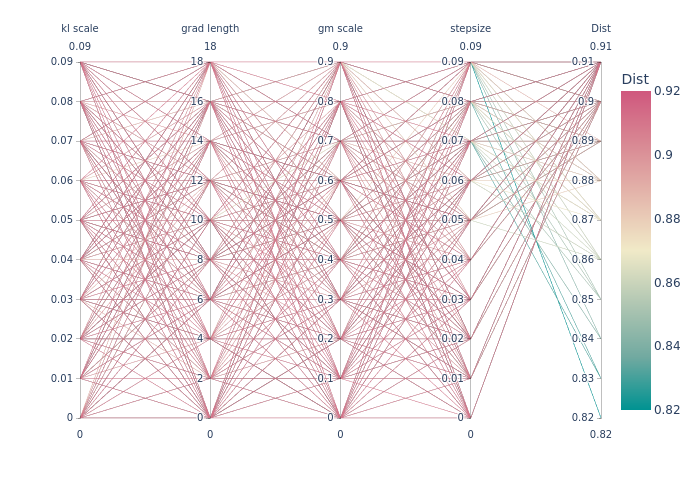 kl scale grad length gm scale stepsize Dist
0.09 18 0.9 0.09 0.91
Dist
0.09 18 0.9 0.09 0.91 0.92
0.08 16 0.8 0.08 0.9
0.07 14 0.7 0.07 0.89 0.9
0.06 12 0.6 0.06 0.88
0.05 10 0.5 0.05 0.87 0.88
0.04 8 0.4 0.04 0.86 0.86
0.03 6 0.3 0.03 0.85
0.02 4 0.2 0.02 0.84 0.84
0.01 2 0.1 0.01 0.83
0 0 0 0 0.82 0.82
0 0 0 0 0.82